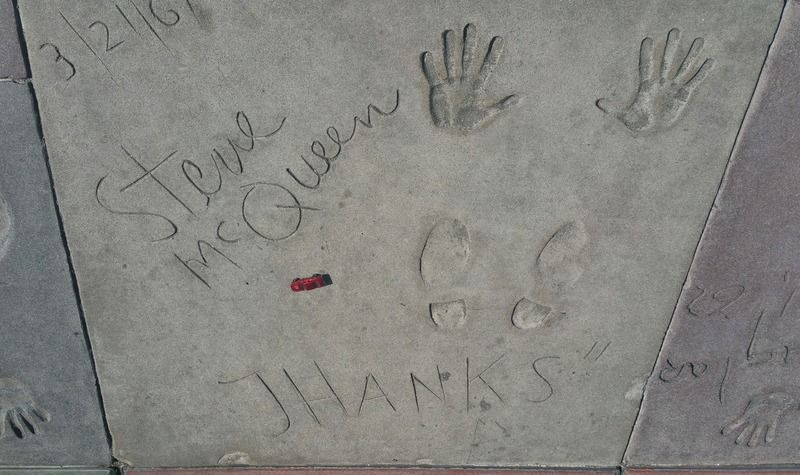 3/21/67
Steve
McQueen
THANKS"